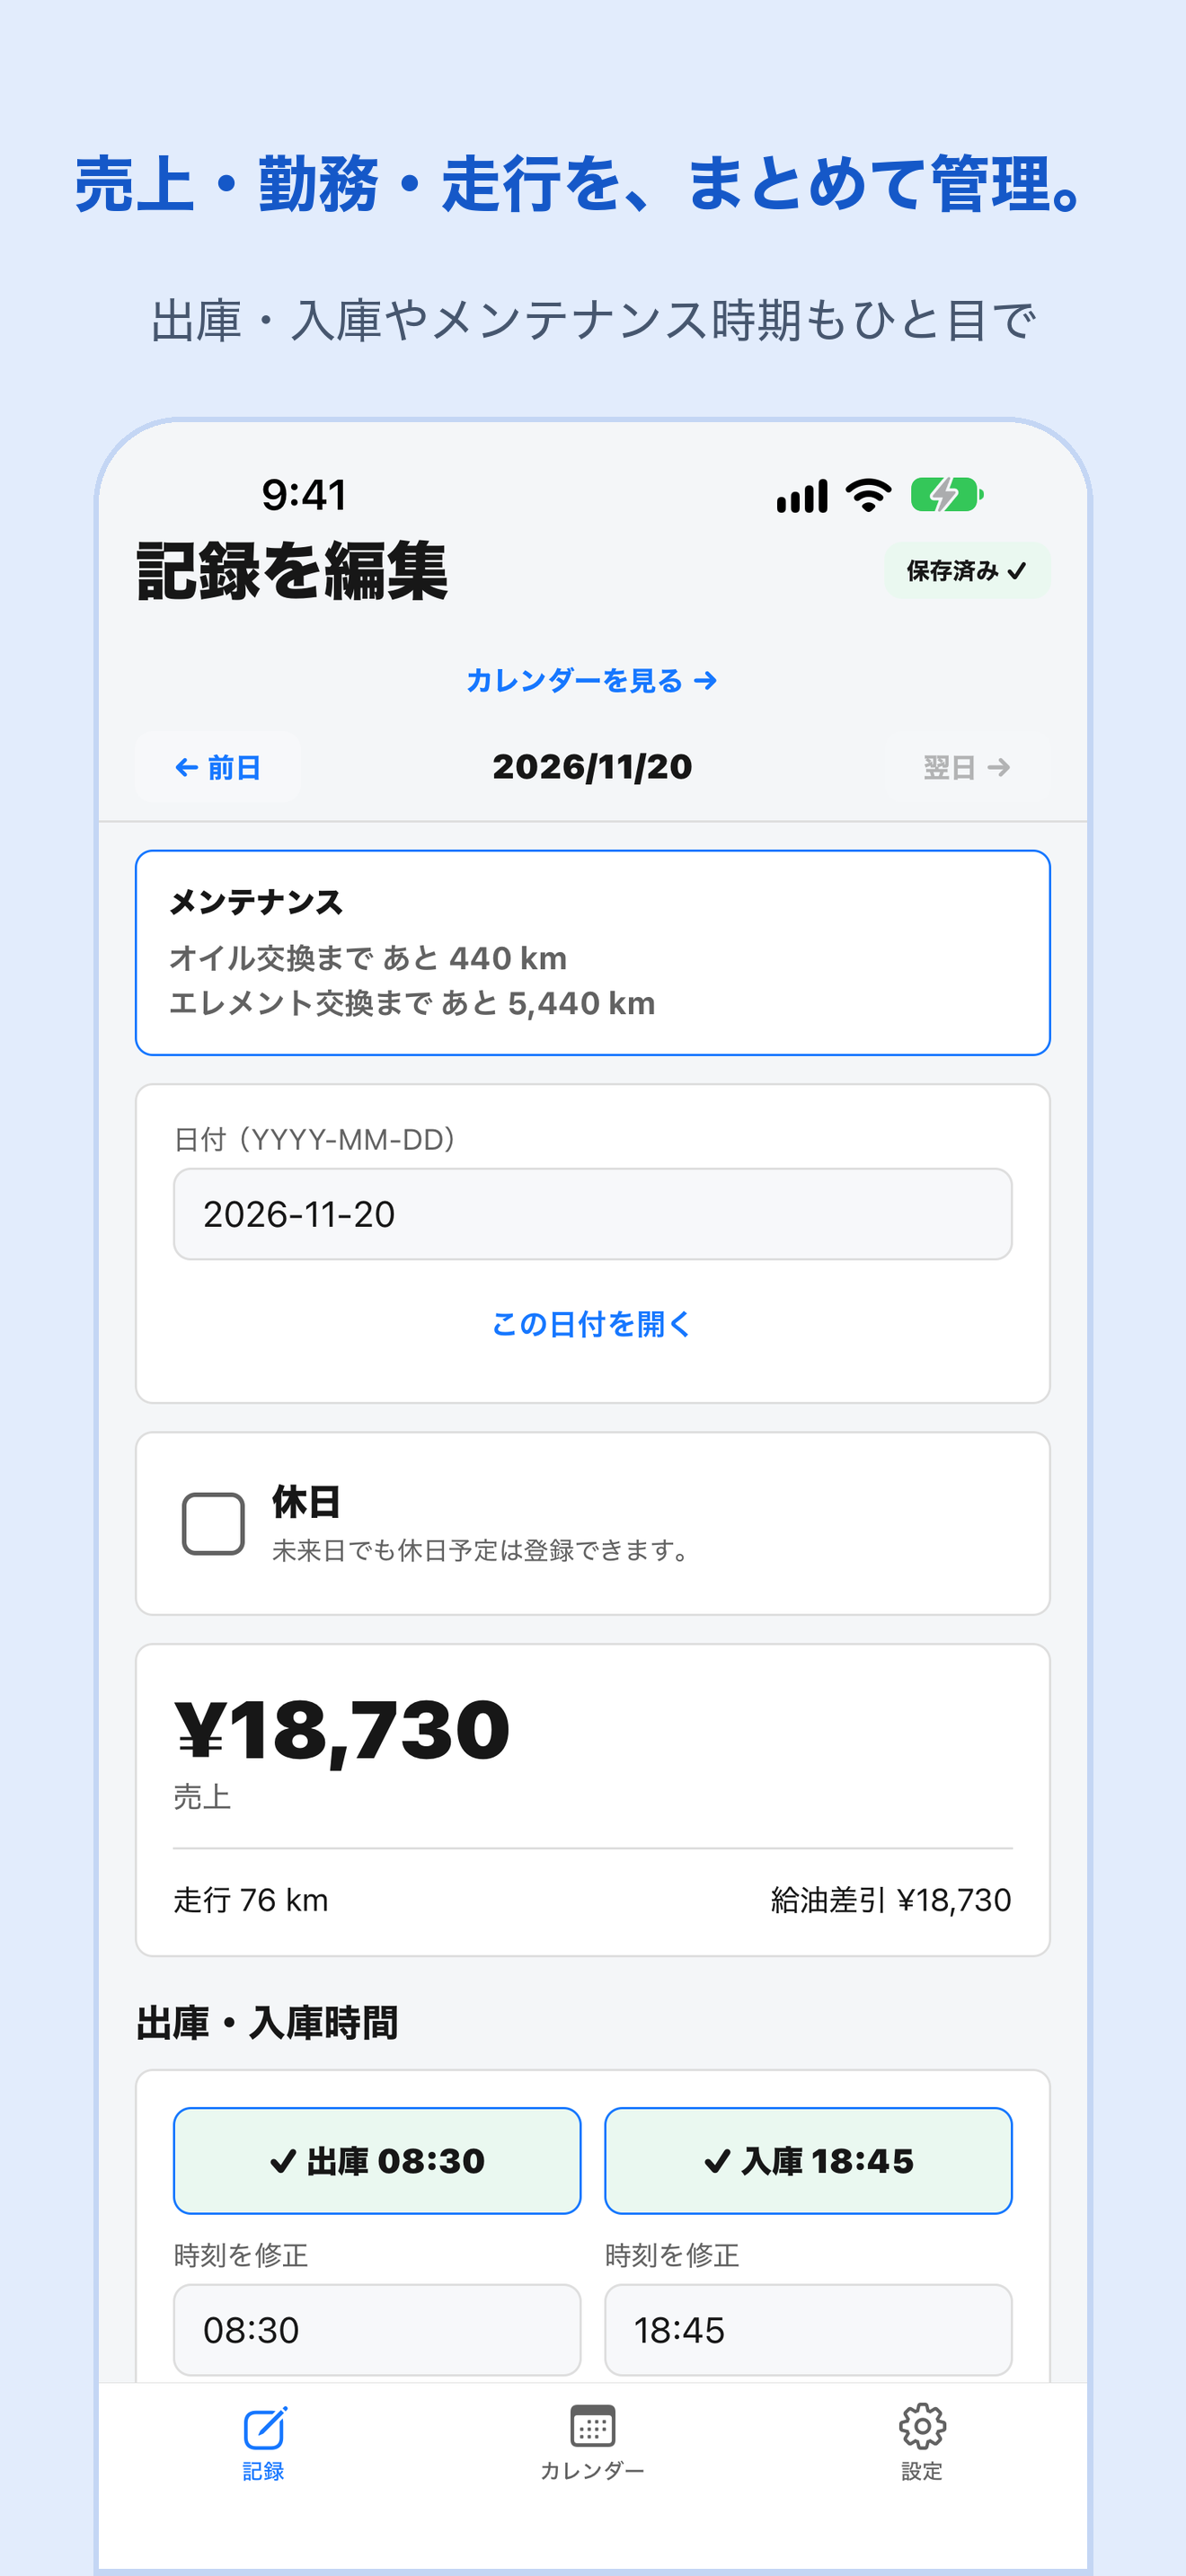 売上・勤務・走行を、まとめて管理。
出庫・入庫やメンテナンス時期もひと目で
9:41
記録を編集
保存済み ✓
カレンダーを見る →
← 前日
2026/11/20
翌日 →
メンテナンス
オイル交換まで あと 440 km
エレメント交換まで あと 5,440 km
日付（YYYY-MM-DD）
2026-11-20
この日付を開く
休日
未来日でも休日予定は登録できます。
¥18,730
売上
走行 76 km
給油差引 ¥18,730
出庫・入庫時間
✓ 出庫 08:30
✓ 入庫 18:45
時刻を修正
時刻を修正
08:30
18:45
記録
カレンダー
設定